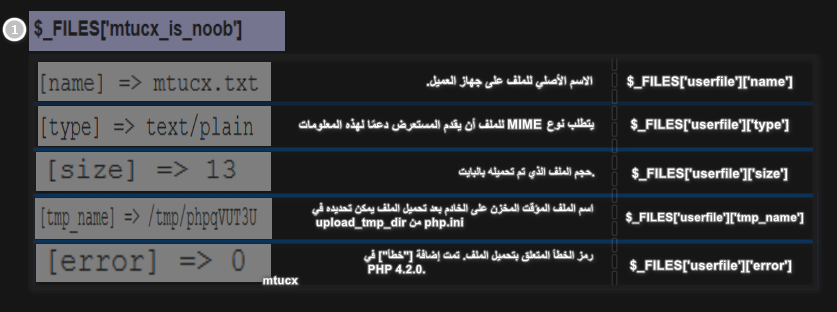 1
$_FILES['mtucx_is_noob']
[name] => mtucx.txt
الاسم الأصلي للملف على جهاز العميل.
$_FILES['userfile']['name']
[type] => text/plain
يتطلب نوع MIME للملف أن يقدم المستعرض دعمًا لهذه المعلومات
$_FILES['userfile']['type']
[size] => 13
حجم الملف الذي تم تحميله بالبايت.
$_FILES['userfile']['size']
[tmp_name] => /tmp/phpqVUT3U
اسم الملف المؤقت المخزن على الخادم بعد تحميل الملف يمكن تحديده في
upload_tmp_dir من php.ini
$_FILES['userfile']['tmp_name']
[error] => 0
رمز الخطأ المتعلق بتحميل الملف. تمت إضافة ["خطأ"] في
PHP 4.2.0.
$_FILES['userfile']['error']
mtucx